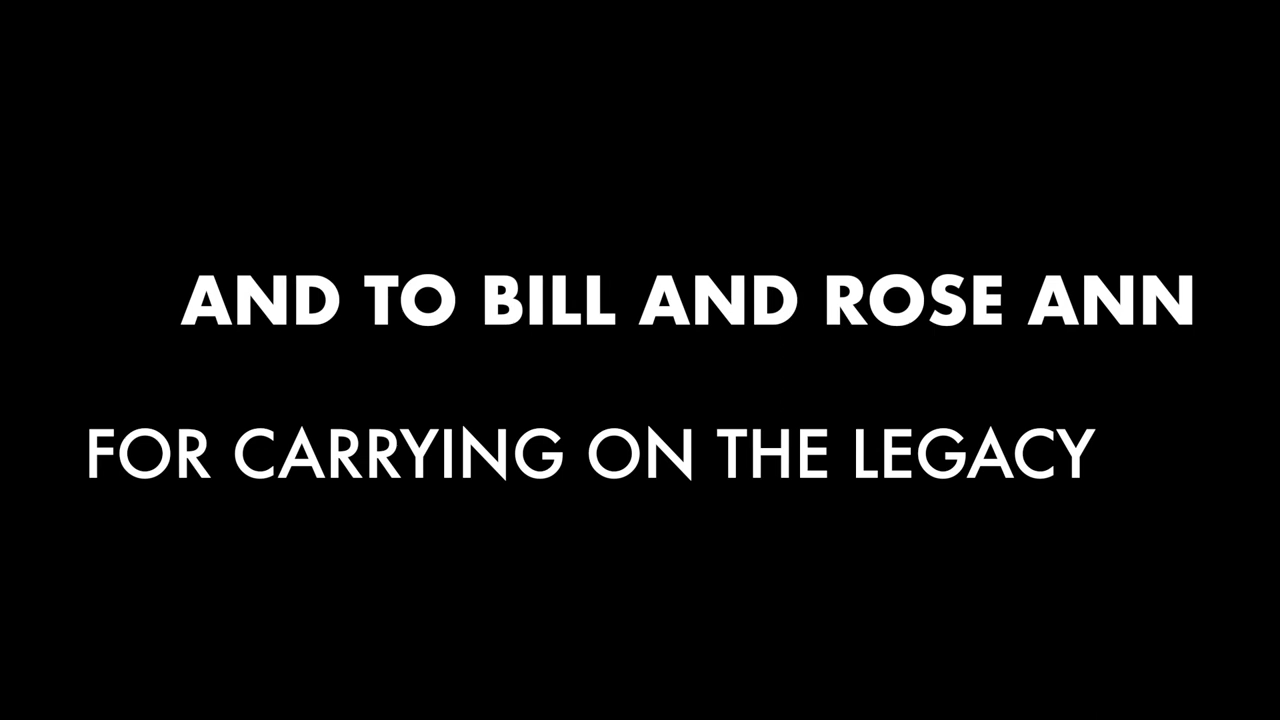 AND TO BILL AND ROSE ANN
FOR CARRYING ON THE LEGACY